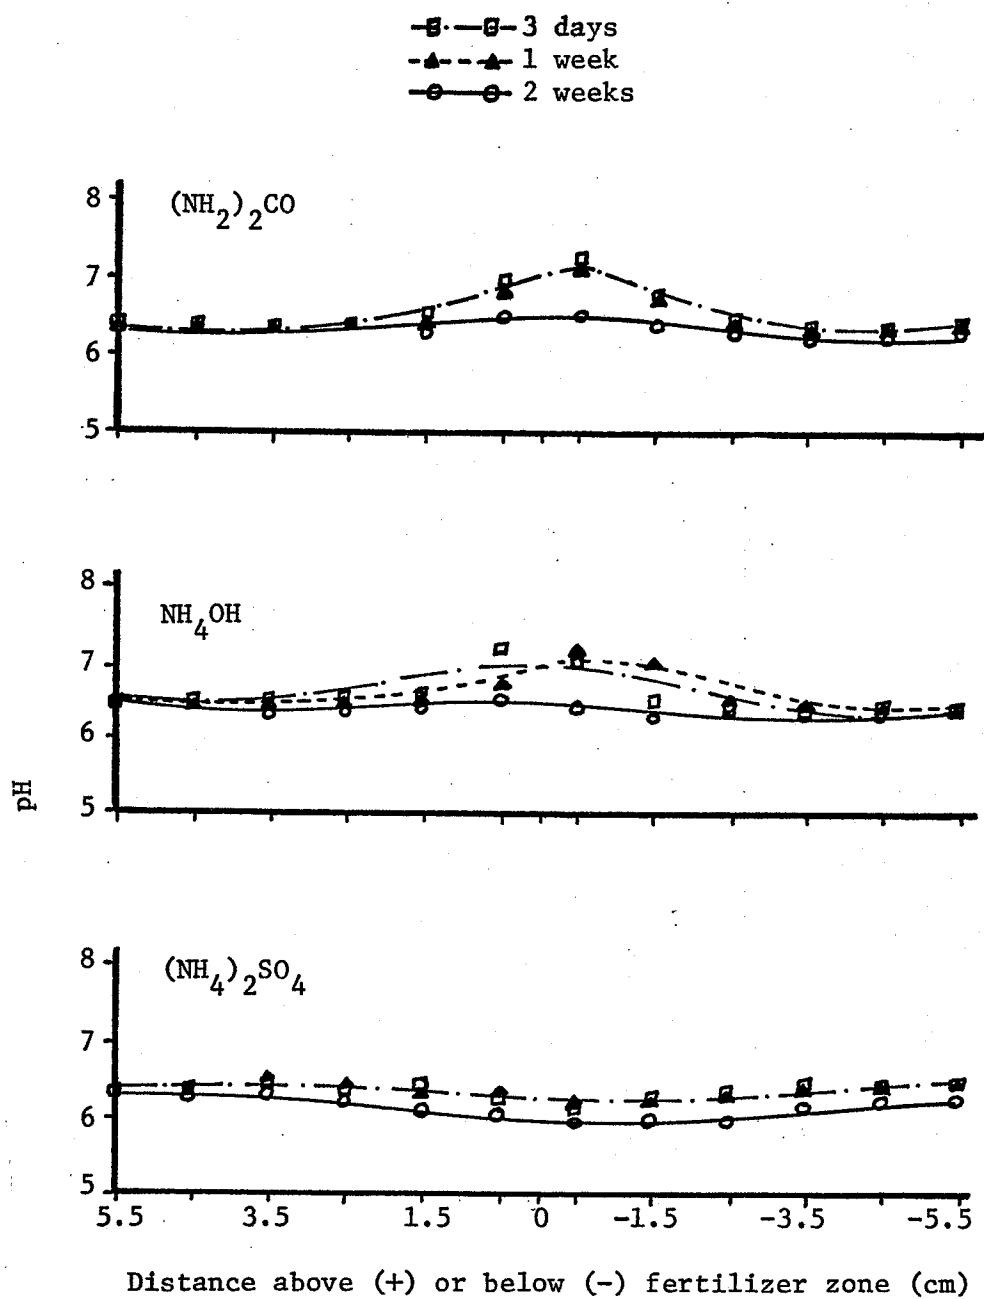 3 days
1 week
2 weeks
(NH2)2CO
8
7
6
5
NH4OH
8
7
6
5
pH
(NH4)2SO4
8
7
6
5
5.5 3.5 1.5 0 -1.5 -3.5 -5.5
Distance above (+) or below (-) fertilizer zone (cm)